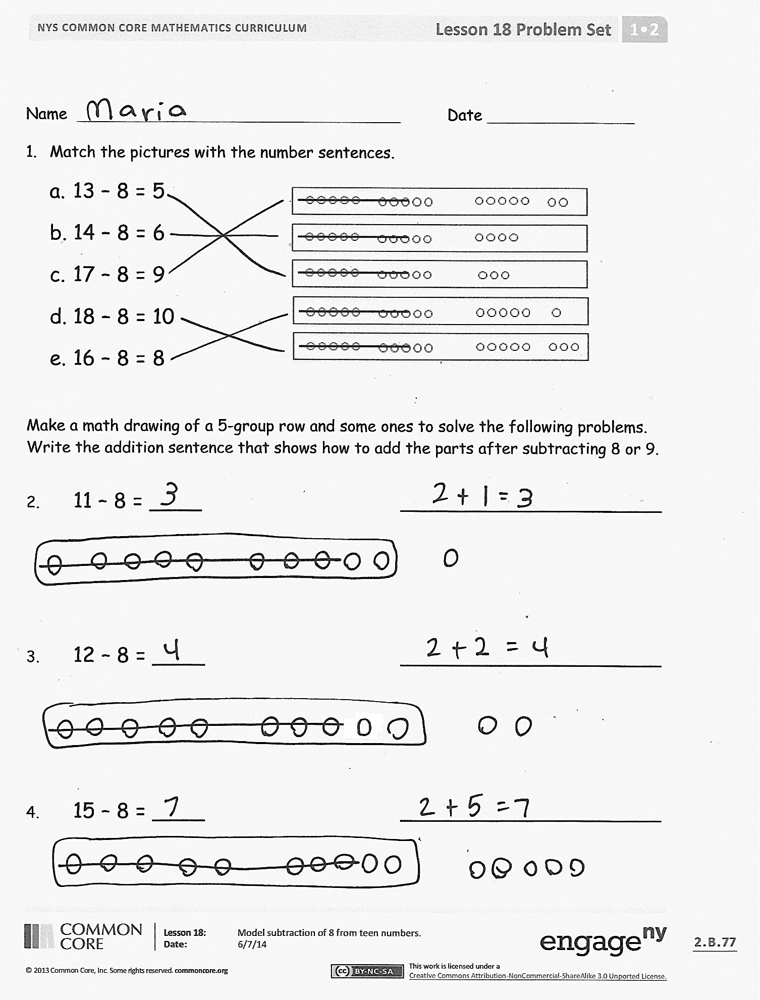 NYS COMMON CORE MATHEMATICS CURRICULUM
Lesson 18 Problem Set
1•2
Name Maria
Date
1. Match the pictures with the number sentences.
a. 13 - 8 = 5
b. 14 - 8 = 6
c. 17 - 8 = 9
d. 18 - 8 = 10
e. 16 - 8 = 8
Make a math drawing of a 5-group row and some ones to solve the following problems.
Write the addition sentence that shows how to add the parts after subtracting 8 or 9.
2. 11 - 8 = 3
2 + 1 = 3
3. 12 - 8 = 4
2 + 2 = 4
4. 15 - 8 = 7
2 + 5 = 7
COMMON
CORE
Lesson 18: Model subtraction of 8 from teen numbers.
Date: 6/7/14
engage ny
2.B.77
© 2013 Common Core, Inc. Some rights reserved. commoncore.org
cc BY-NC-SA
This work is licensed under a
Creative Commons Attribution-NonCommercial-ShareAlike 3.0 Unported License.